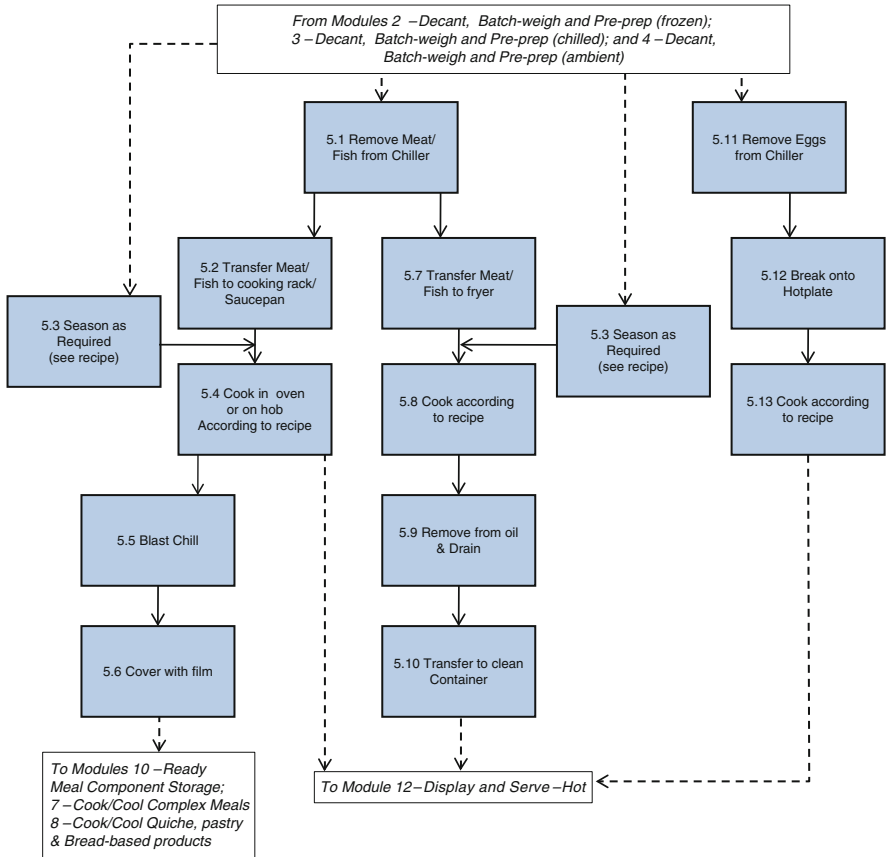 From Modules 2 –Decant, Batch-weigh and Pre-prep (frozen);
3 –Decant, Batch-weigh and Pre-prep (chilled); and 4 –Decant,
Batch-weigh and Pre-prep (ambient)
5.1 Remove Meat/
Fish from Chiller
5.11 Remove Eggs
from Chiller
5.2 Transfer Meat/
Fish to cooking rack/
Saucepan
5.7 Transfer Meat/
Fish to fryer
5.12 Break onto
Hotplate
5.3 Season as
Required
(see recipe)
5.3 Season as
Required
(see recipe)
5.4 Cook in oven
or on hob
According to recipe
5.8 Cook according
to recipe
5.13 Cook according
to recipe
5.5 Blast Chill
5.9 Remove from oil
& Drain
5.6 Cover with film
5.10 Transfer to clean
Container
To Modules 10 –Ready
Meal Component Storage;
7 –Cook/Cool Complex Meals
8 –Cook/Cool Quiche, pastry
& Bread-based products
To Module 12–Display and Serve –Hot